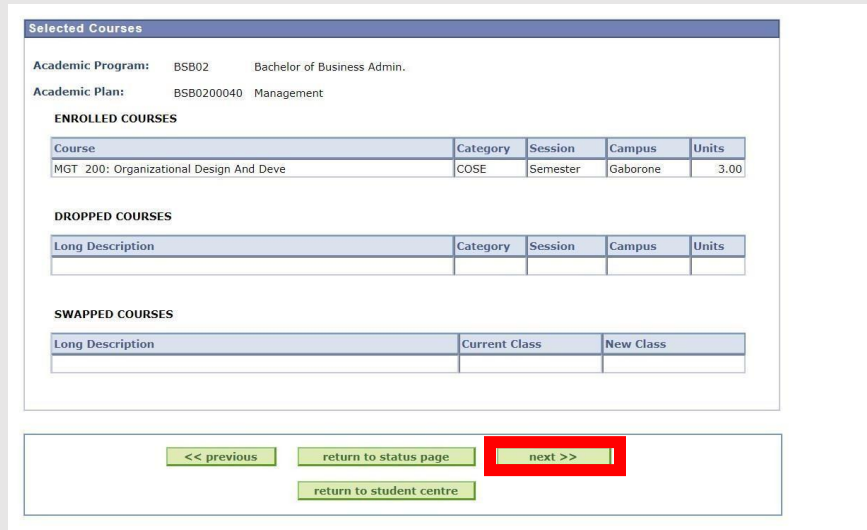 Selected Courses
Academic Program: BSB02 Bachelor of Business Admin.
Academic Plan: BSB0200040 Management
ENROLLED COURSES
Course Category Session Campus Units
MGT 200: Organizational Design And Deve COSE Semester Gaborone 3.00
DROPPED COURSES
Long Description Category Session Campus Units
SWAPPED COURSES
Long Description Current Class New Class
<< previous return to status page next >>
return to student centre